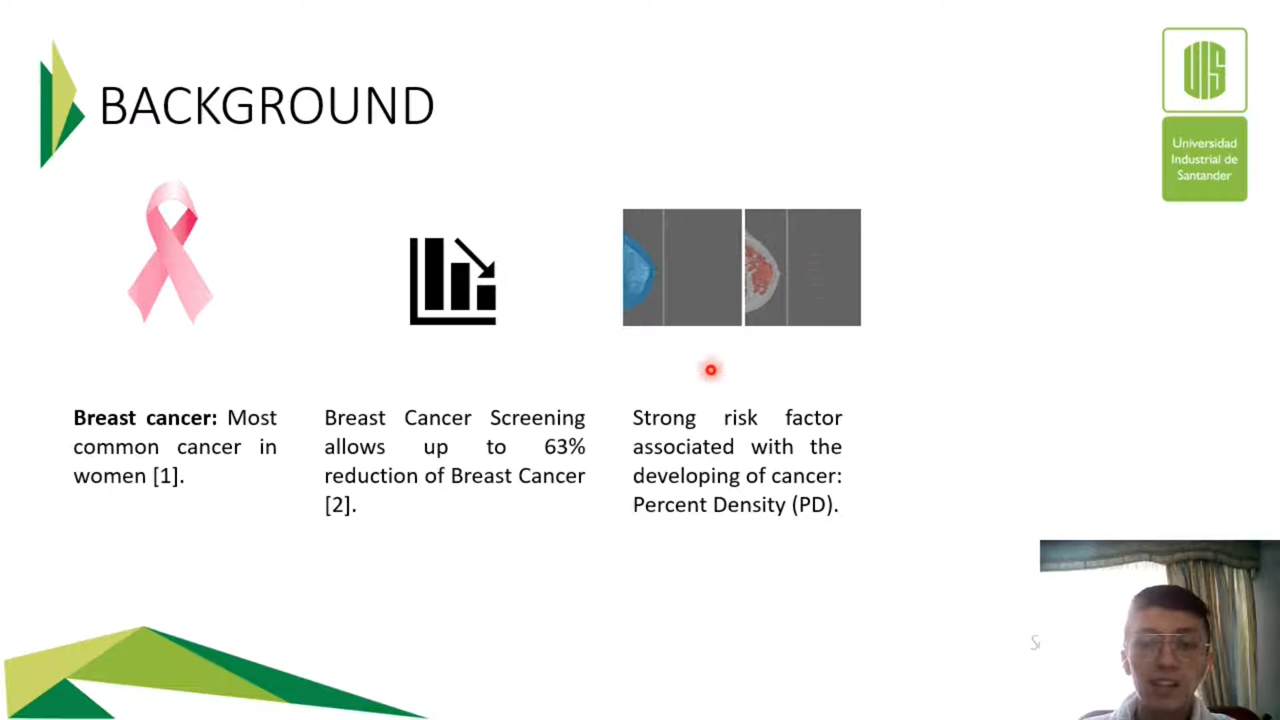 BACKGROUND
UIS
Universidad
Industrial de
Santander
Breast cancer: Most
common cancer in
women [1].
Breast Cancer Screening
allows up to 63%
reduction of Breast Cancer
[2].
Strong risk factor
associated with the
developing of cancer:
Percent Density (PD).